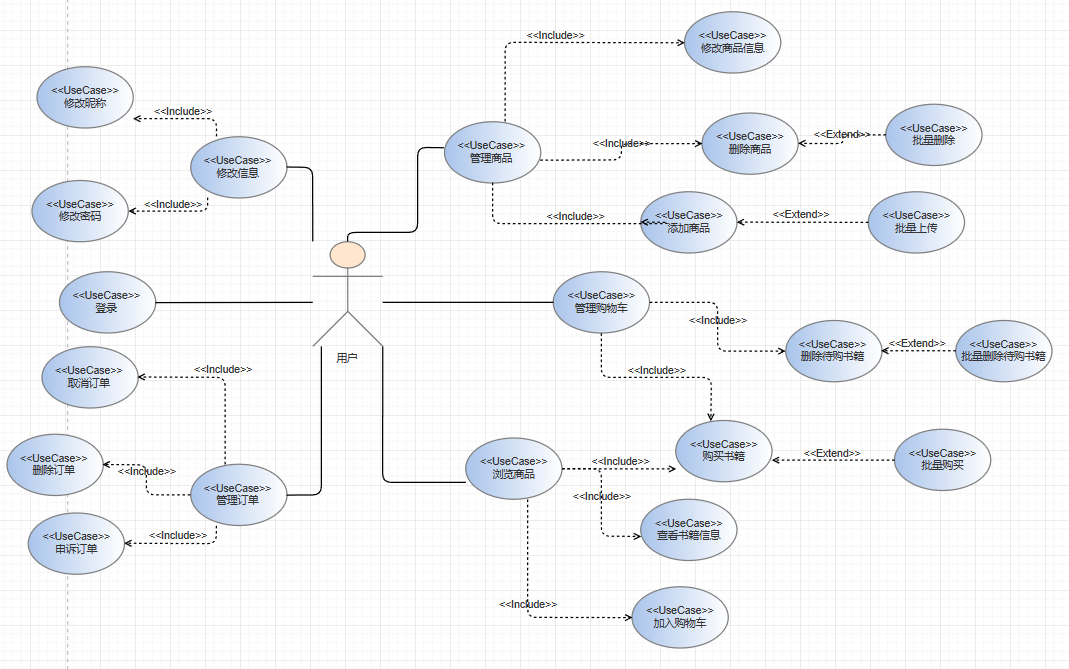 <<Include>>
<<UseCase>>
修改商品信息
<<UseCase>>
修改昵称
<<Include>>
<<UseCase>>
管理商品
<<Include>>
<<UseCase>>
删除商品
<<Extend>>
<<UseCase>>
批量删除
<<UseCase>>
修改信息
<<UseCase>>
修改密码
<<Include>>
<<Include>>
<<UseCase>>
添加商品
<<Extend>>
<<UseCase>>
批量上传
<<UseCase>>
登录
<<UseCase>>
管理购物车
<<Include>>
用户
<<UseCase>>
删除待购书籍
<<Extend>>
<<UseCase>>
批量删除待购书籍
<<UseCase>>
取消订单
<<Include>>
<<Include>>
<<UseCase>>
删除订单
<<Include>>
<<UseCase>>
管理订单
<<UseCase>>
浏览商品
<<Include>>
<<UseCase>>
购买书籍
<<Extend>>
<<UseCase>>
批量购买
<<Include>>
<<UseCase>>
申诉订单
<<Include>>
<<UseCase>>
查看书籍信息
<<Include>>
<<UseCase>>
加入购物车